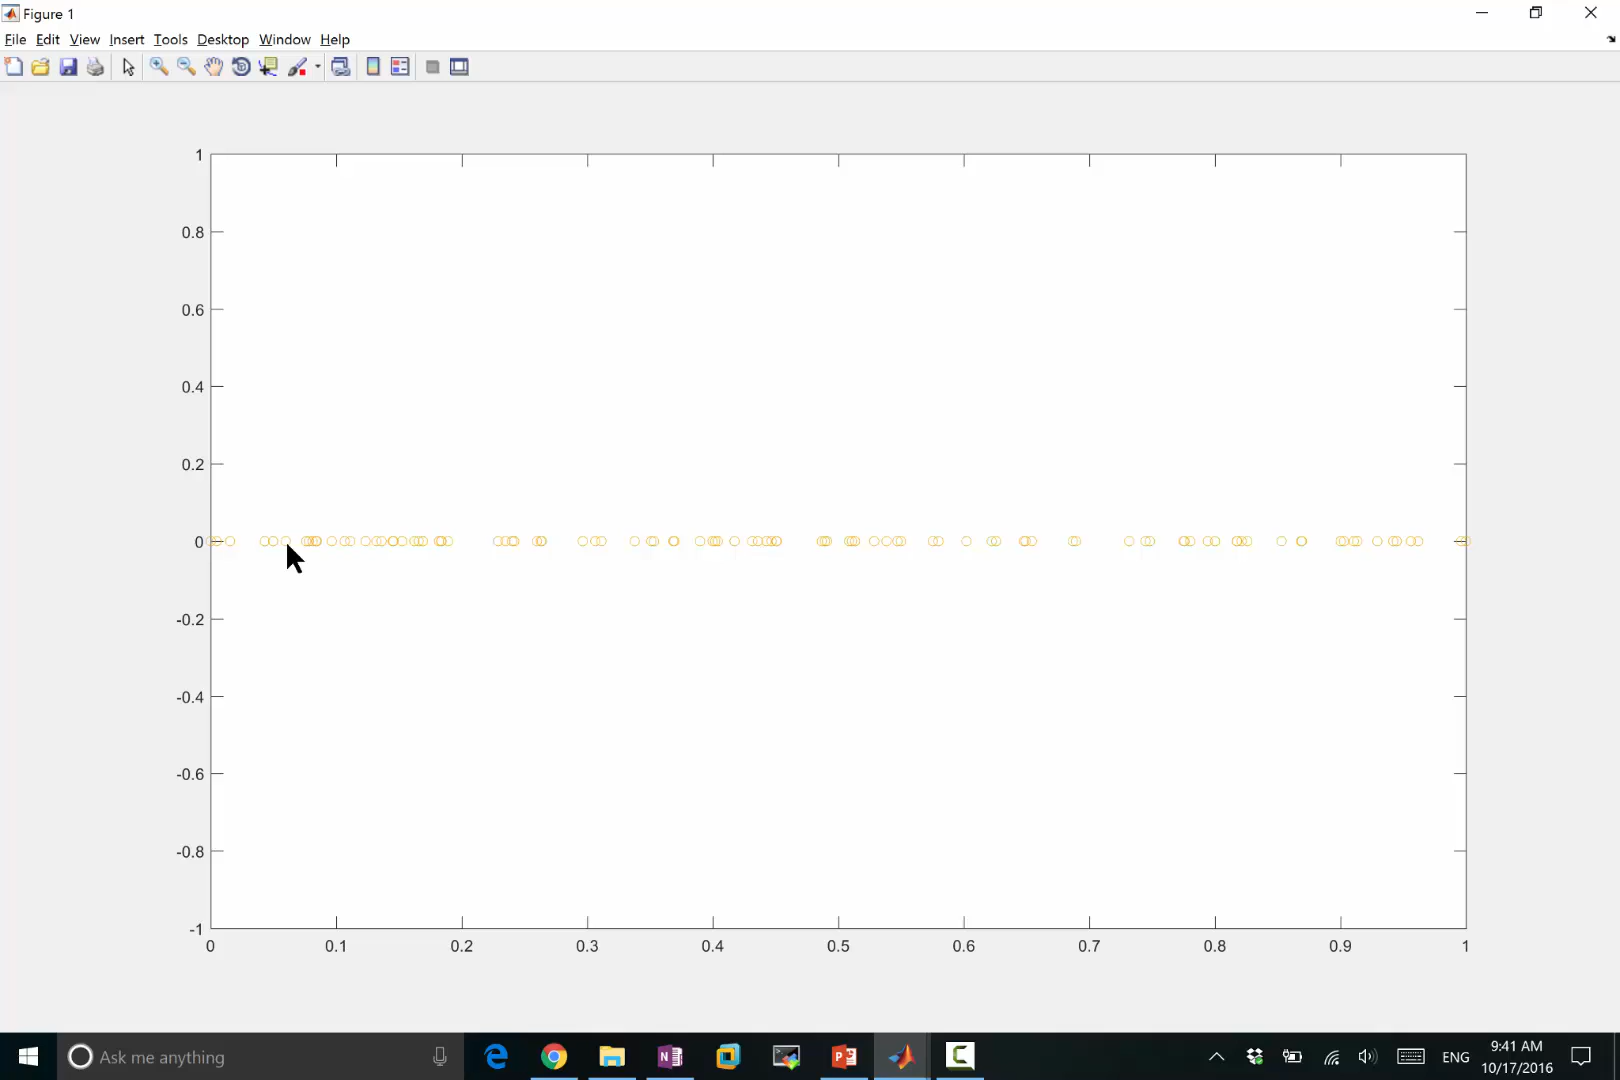 Figure 1
File Edit View Insert Tools Desktop Window Help
1
0.8
0.6
0.4
0.2
0
-0.2
-0.4
-0.6
-0.8
-1
0 0.1 0.2 0.3 0.4 0.5 0.6 0.7 0.8 0.9 1
Ask me anything
ENG
9:41 AM
10/17/2016